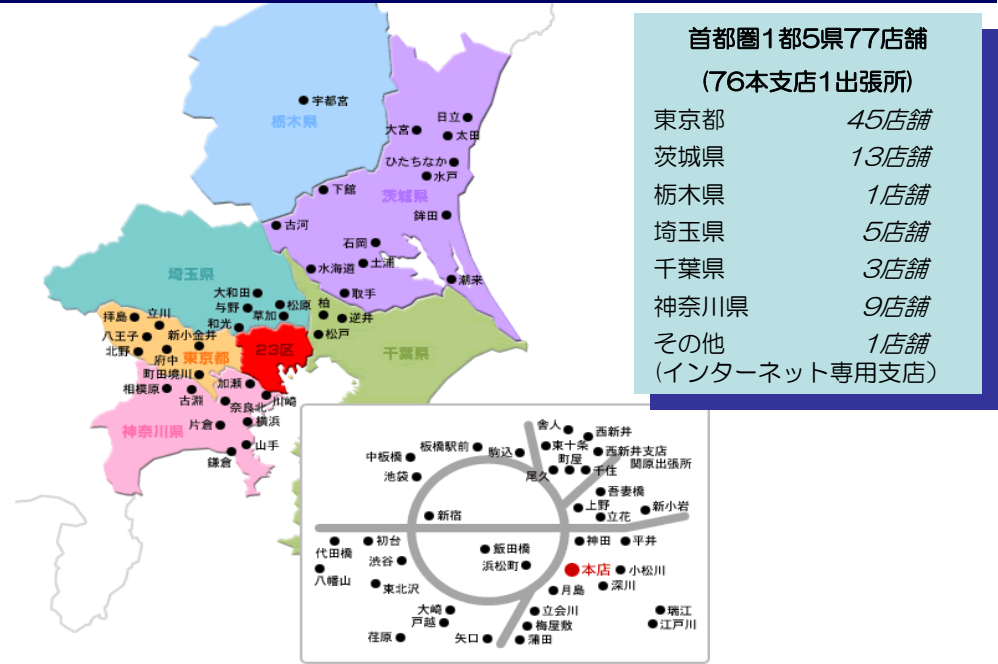 首都圏1都5県77店舗
(76本支店1出張所)
東京都 45店舗
茨城県 13店舗
栃木県 1店舗
埼玉県 5店舗
千葉県 3店舗
神奈川県 9店舗
その他 1店舗
(インターネット専用支店)
宇都宮
栃木県
日立
大宮
太田
ひたちなか
水戸
下館
茨城県
鉾田
古河
石岡
土浦
水海道
潮来
取手
埼玉県
大和田
与野
松原
草加
和光
柏
逆井
松戸
千葉県
拝島
立川
八王子
新小金井
北野
府中
東京都
23区
町田境川
相模原
古淵
加瀬
奈良北
川崎
神奈川県
片倉
横浜
山手
鎌倉
舎人
西新井
板橋駅前
駒込
東十条
西新井支店
関原出張所
中板橋
町屋
池袋
尾久
千住
吾妻橋
上野
新小岩
新宿
立花
代田橋
初台
飯田橋
神田
平井
渋谷
浜松町
本店
小松川
八幡山
東北沢
月島
深川
大崎
立会川
瑞江
戸越
梅屋敷
江戸川
荏原
矢口
蒲田